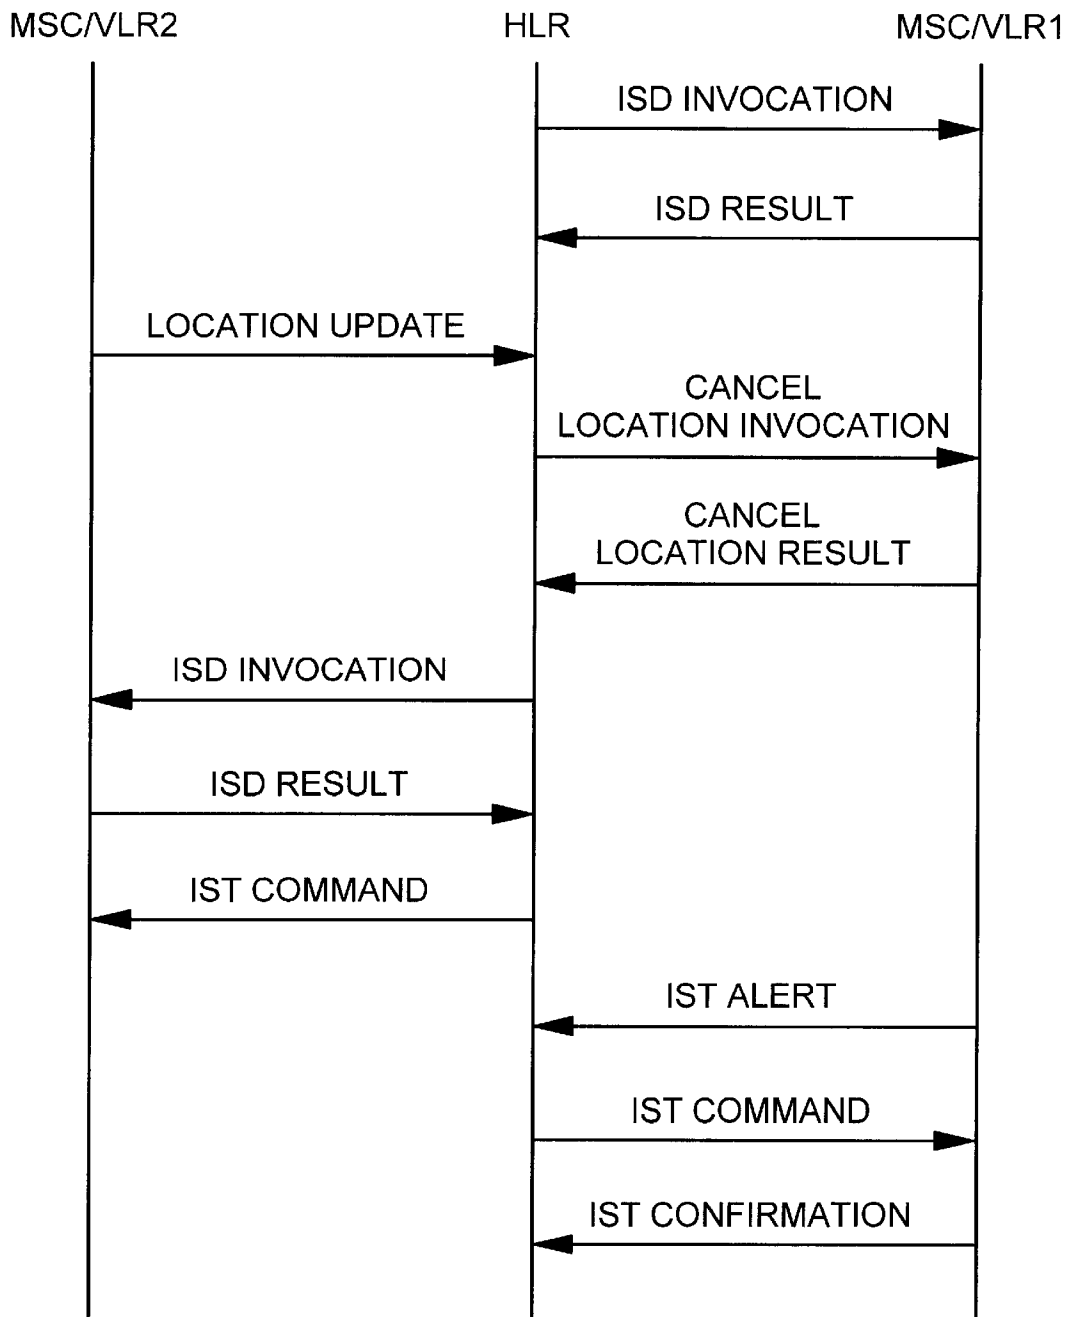 MSC/VLR2
HLR
MSC/VLR1
ISD INVOCATION
ISD RESULT
LOCATION UPDATE
CANCEL
LOCATION INVOCATION
CANCEL
LOCATION RESULT
ISD INVOCATION
ISD RESULT
IST COMMAND
IST ALERT
IST COMMAND
IST CONFIRMATION